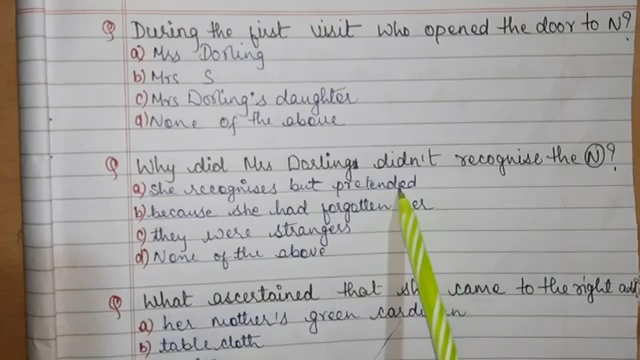 Q During the first visit who opened the door to N?
a) Mrs Dorling
b) Mrs S
c) Mrs Dorling's daughter
d) None of the above
Q Why did Mrs Dorling didn't recognise the N?
a) She recognises but pretended
b) because she had forgotten her
c) they were strangers
d) None of the above
Q What ascertained that she came to the right add
a) her mother's green cardigan
b) table cloth